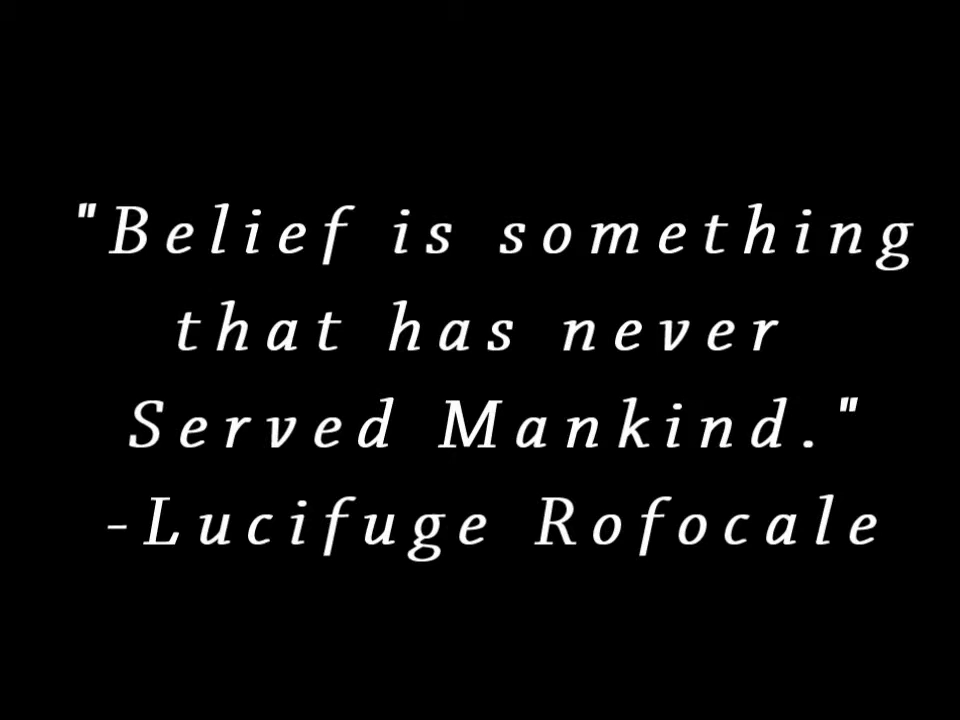 "Belief is something
that has never
Served Mankind."
-Lucifuge Rofocale